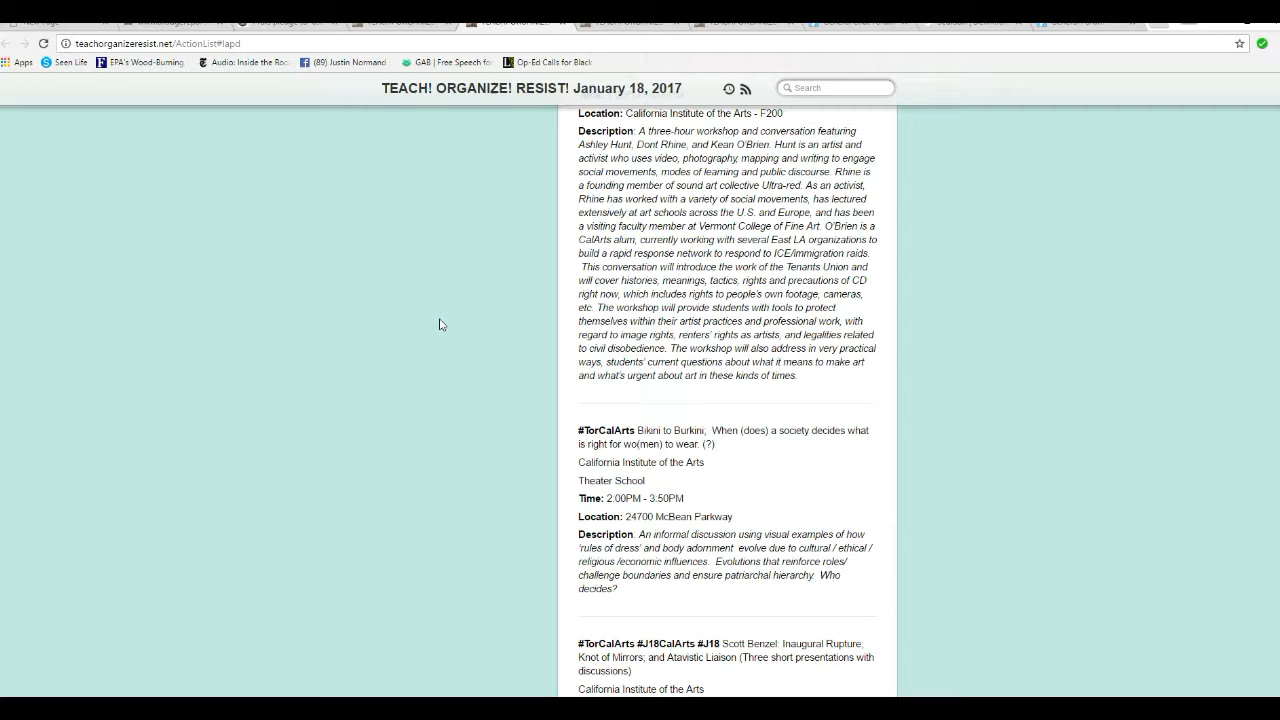 teachorganizeresist.net/ActionList#lapd
Apps Seen Life EPA's Wood-Burning Audio: Inside the Roo (89) Justin Normand GAB | Free Speech fo Op-Ed Calls for Black
TEACH! ORGANIZE! RESIST! January 18, 2017 Search
Location: California Institute of the Arts - F200
Description: A three-hour workshop and conversation featuring
Ashley Hunt, Dont Rhine, and Kean O'Brien. Hunt is an artist and
activist who uses video, photography, mapping and writing to engage
social movements, modes of learning and public discourse. Rhine is
a founding member of sound art collective Ultra-red. As an activist,
Rhine has worked with a variety of social movements, has lectured
extensively at art schools across the U.S. and Europe, and has been
a visiting faculty member at Vermont College of Fine Art. O'Brien is a
CalArts alum, currently working with several East LA organizations to
build a rapid response network to respond to ICE/immigration raids.
This conversation will introduce the work of the Tenants Union and
will cover histories, meanings, tactics, rights and precautions of CD
right now, which includes rights to people's own footage, cameras,
etc. The workshop will provide students with tools to protect
themselves within their artist practices and professional work, with
regard to image rights, renters' rights as artists, and legalities related
to civil disobedience. The workshop will also address in very practical
ways, students' current questions about what it means to make art
and what's urgent about art in these kinds of times.
#TorCalArts Bikini to Burkini; When (does) a society decides what
is right for wo(men) to wear. (?)
California Institute of the Arts
Theater School
Time: 2:00PM - 3:50PM
Location: 24700 McBean Parkway
Description: An informal discussion using visual examples of how
'rules of dress' and body adornment evolve due to cultural / ethical /
religious /economic influences. Evolutions that reinforce roles/
challenge boundaries and ensure patriarchal hierarchy. Who
decides?
#TorCalArts #J18CalArts #J18 Scott Benzel: Inaugural Rupture;
Knot of Mirrors; and Atavistic Liaison (Three short presentations with
discussions)
California Institute of the Arts